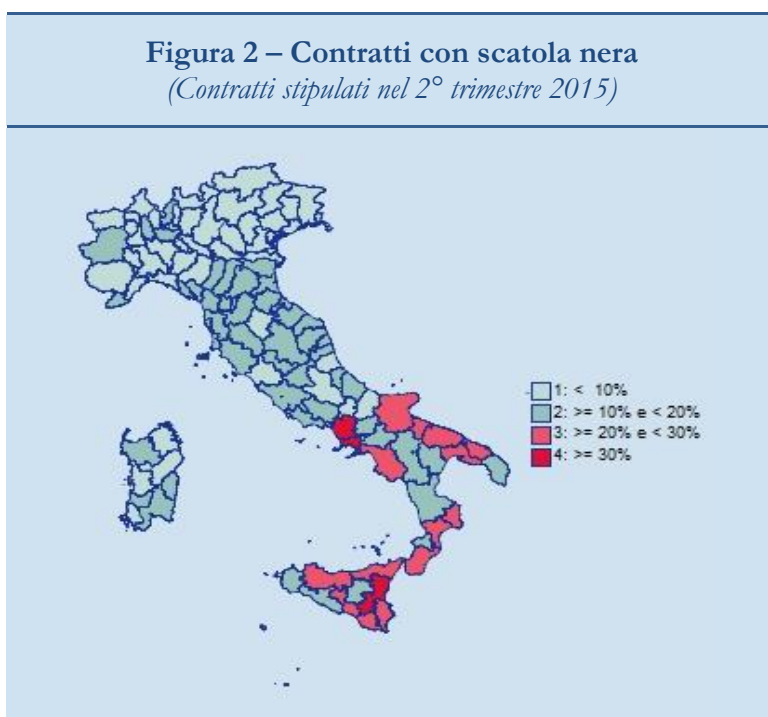 Figura 2 – Contratti con scatola nera
(Contratti stipulati nel 2° trimestre 2015)
1: < 10%
2: >= 10% e < 20%
3: >= 20% e < 30%
4: >= 30%